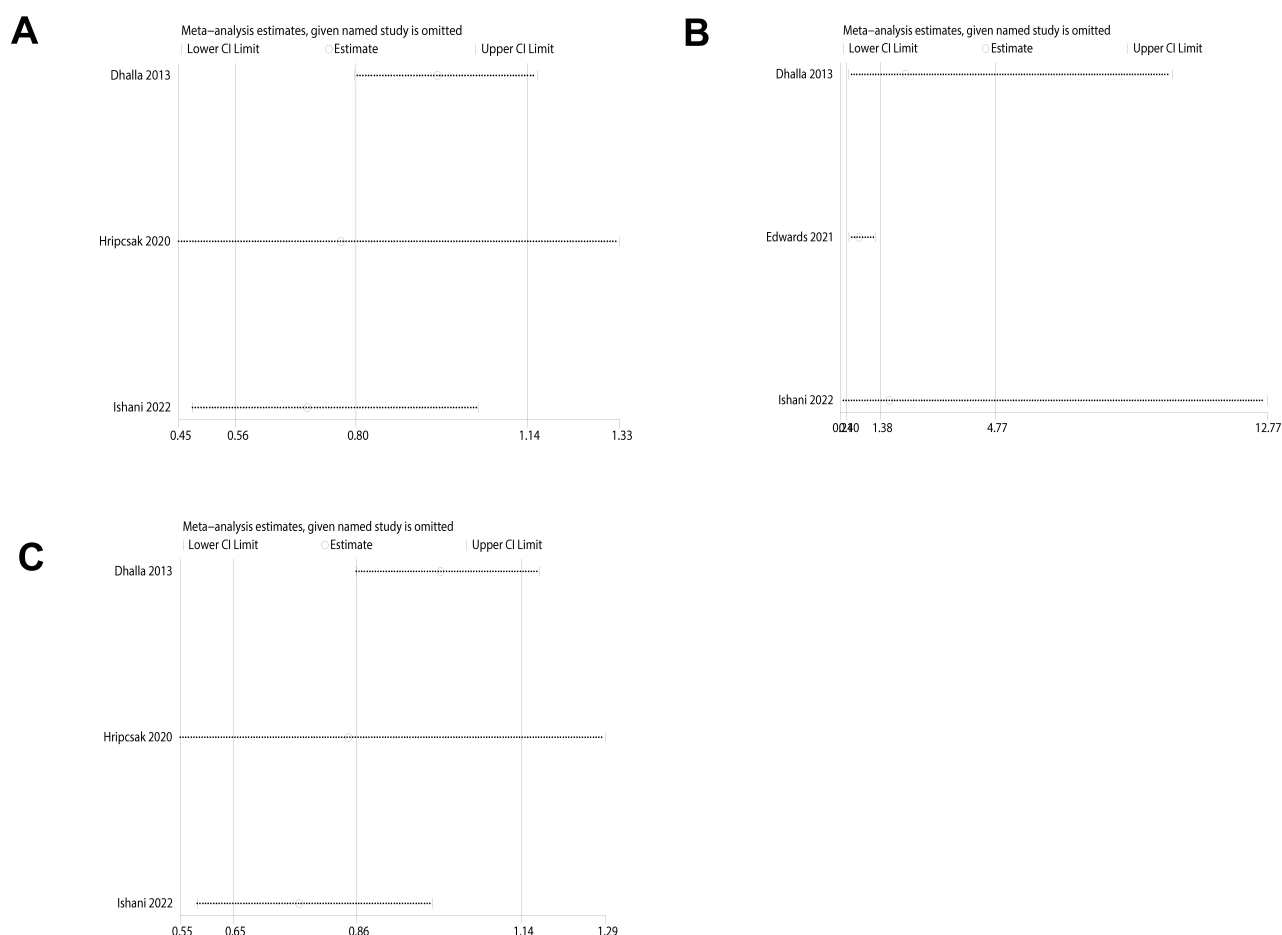 A
Meta−analysis estimates, given named study is omitted
Lower CI Limit Estimate Upper CI Limit
Dhalla 2013
Hripcsak 2020
Ishani 2022
0.45 0.56 0.80 1.14 1.33
B
Meta−analysis estimates, given named study is omitted
Lower CI Limit Estimate Upper CI Limit
Dhalla 2013
Edwards 2021
Ishani 2022
1.38 4.77 12.77
C
Meta−analysis estimates, given named study is omitted
Lower CI Limit Estimate Upper CI Limit
Dhalla 2013
Hripcsak 2020
Ishani 2022
0.55 0.65 0.86 1.14 1.29